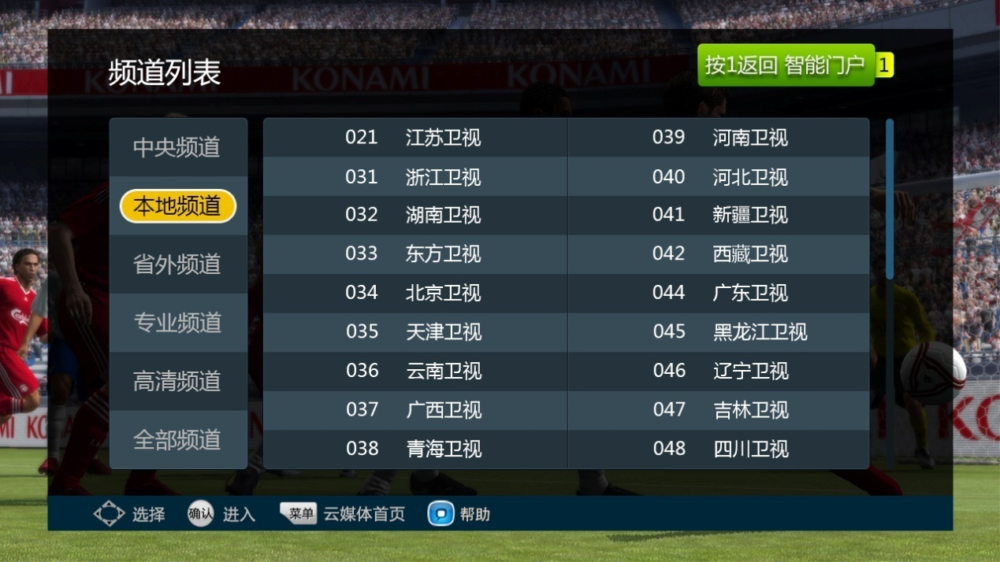 频道列表
按1返回 智能门户 1
KONAMI KONAMI
中央频道
本地频道
省外频道
专业频道
高清频道
全部频道
021 江苏卫视
031 浙江卫视
032 湖南卫视
033 东方卫视
034 北京卫视
035 天津卫视
036 云南卫视
037 广西卫视
038 青海卫视
039 河南卫视
040 河北卫视
041 新疆卫视
042 西藏卫视
044 广东卫视
045 黑龙江卫视
046 辽宁卫视
047 吉林卫视
048 四川卫视
选择 确认 进入 菜单 云媒体首页 帮助